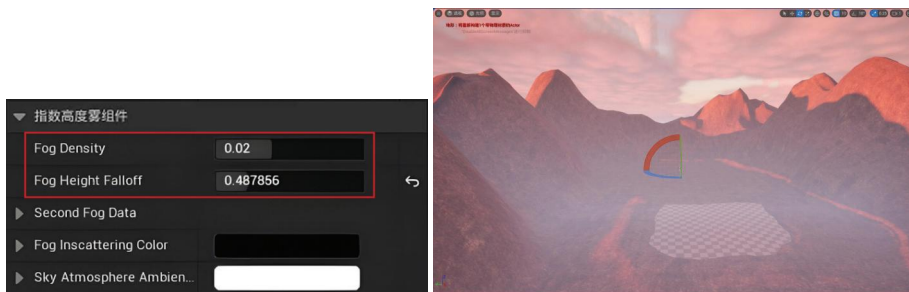 指数高度雾组件
Fog Density
0.02
Fog Height Falloff
0.487856
Second Fog Data
Fog Inscattering Color
Sky Atmosphere Ambien...